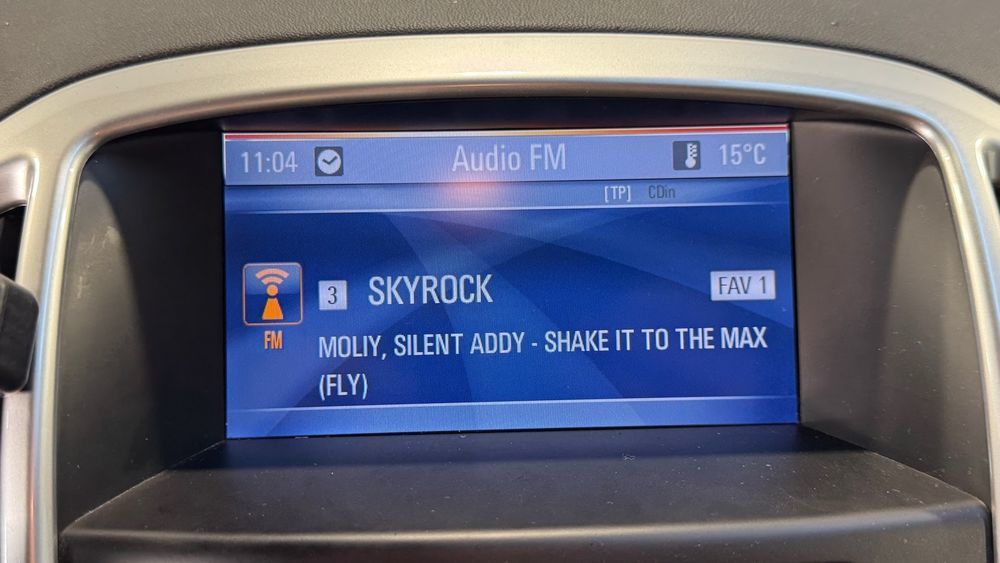 11:04 Audio FM 15°C
[TP] CDin
3 SKYROCK FAV 1
FM
MOLIY, SILENT ADDY - SHAKE IT TO THE MAX
(FLY)